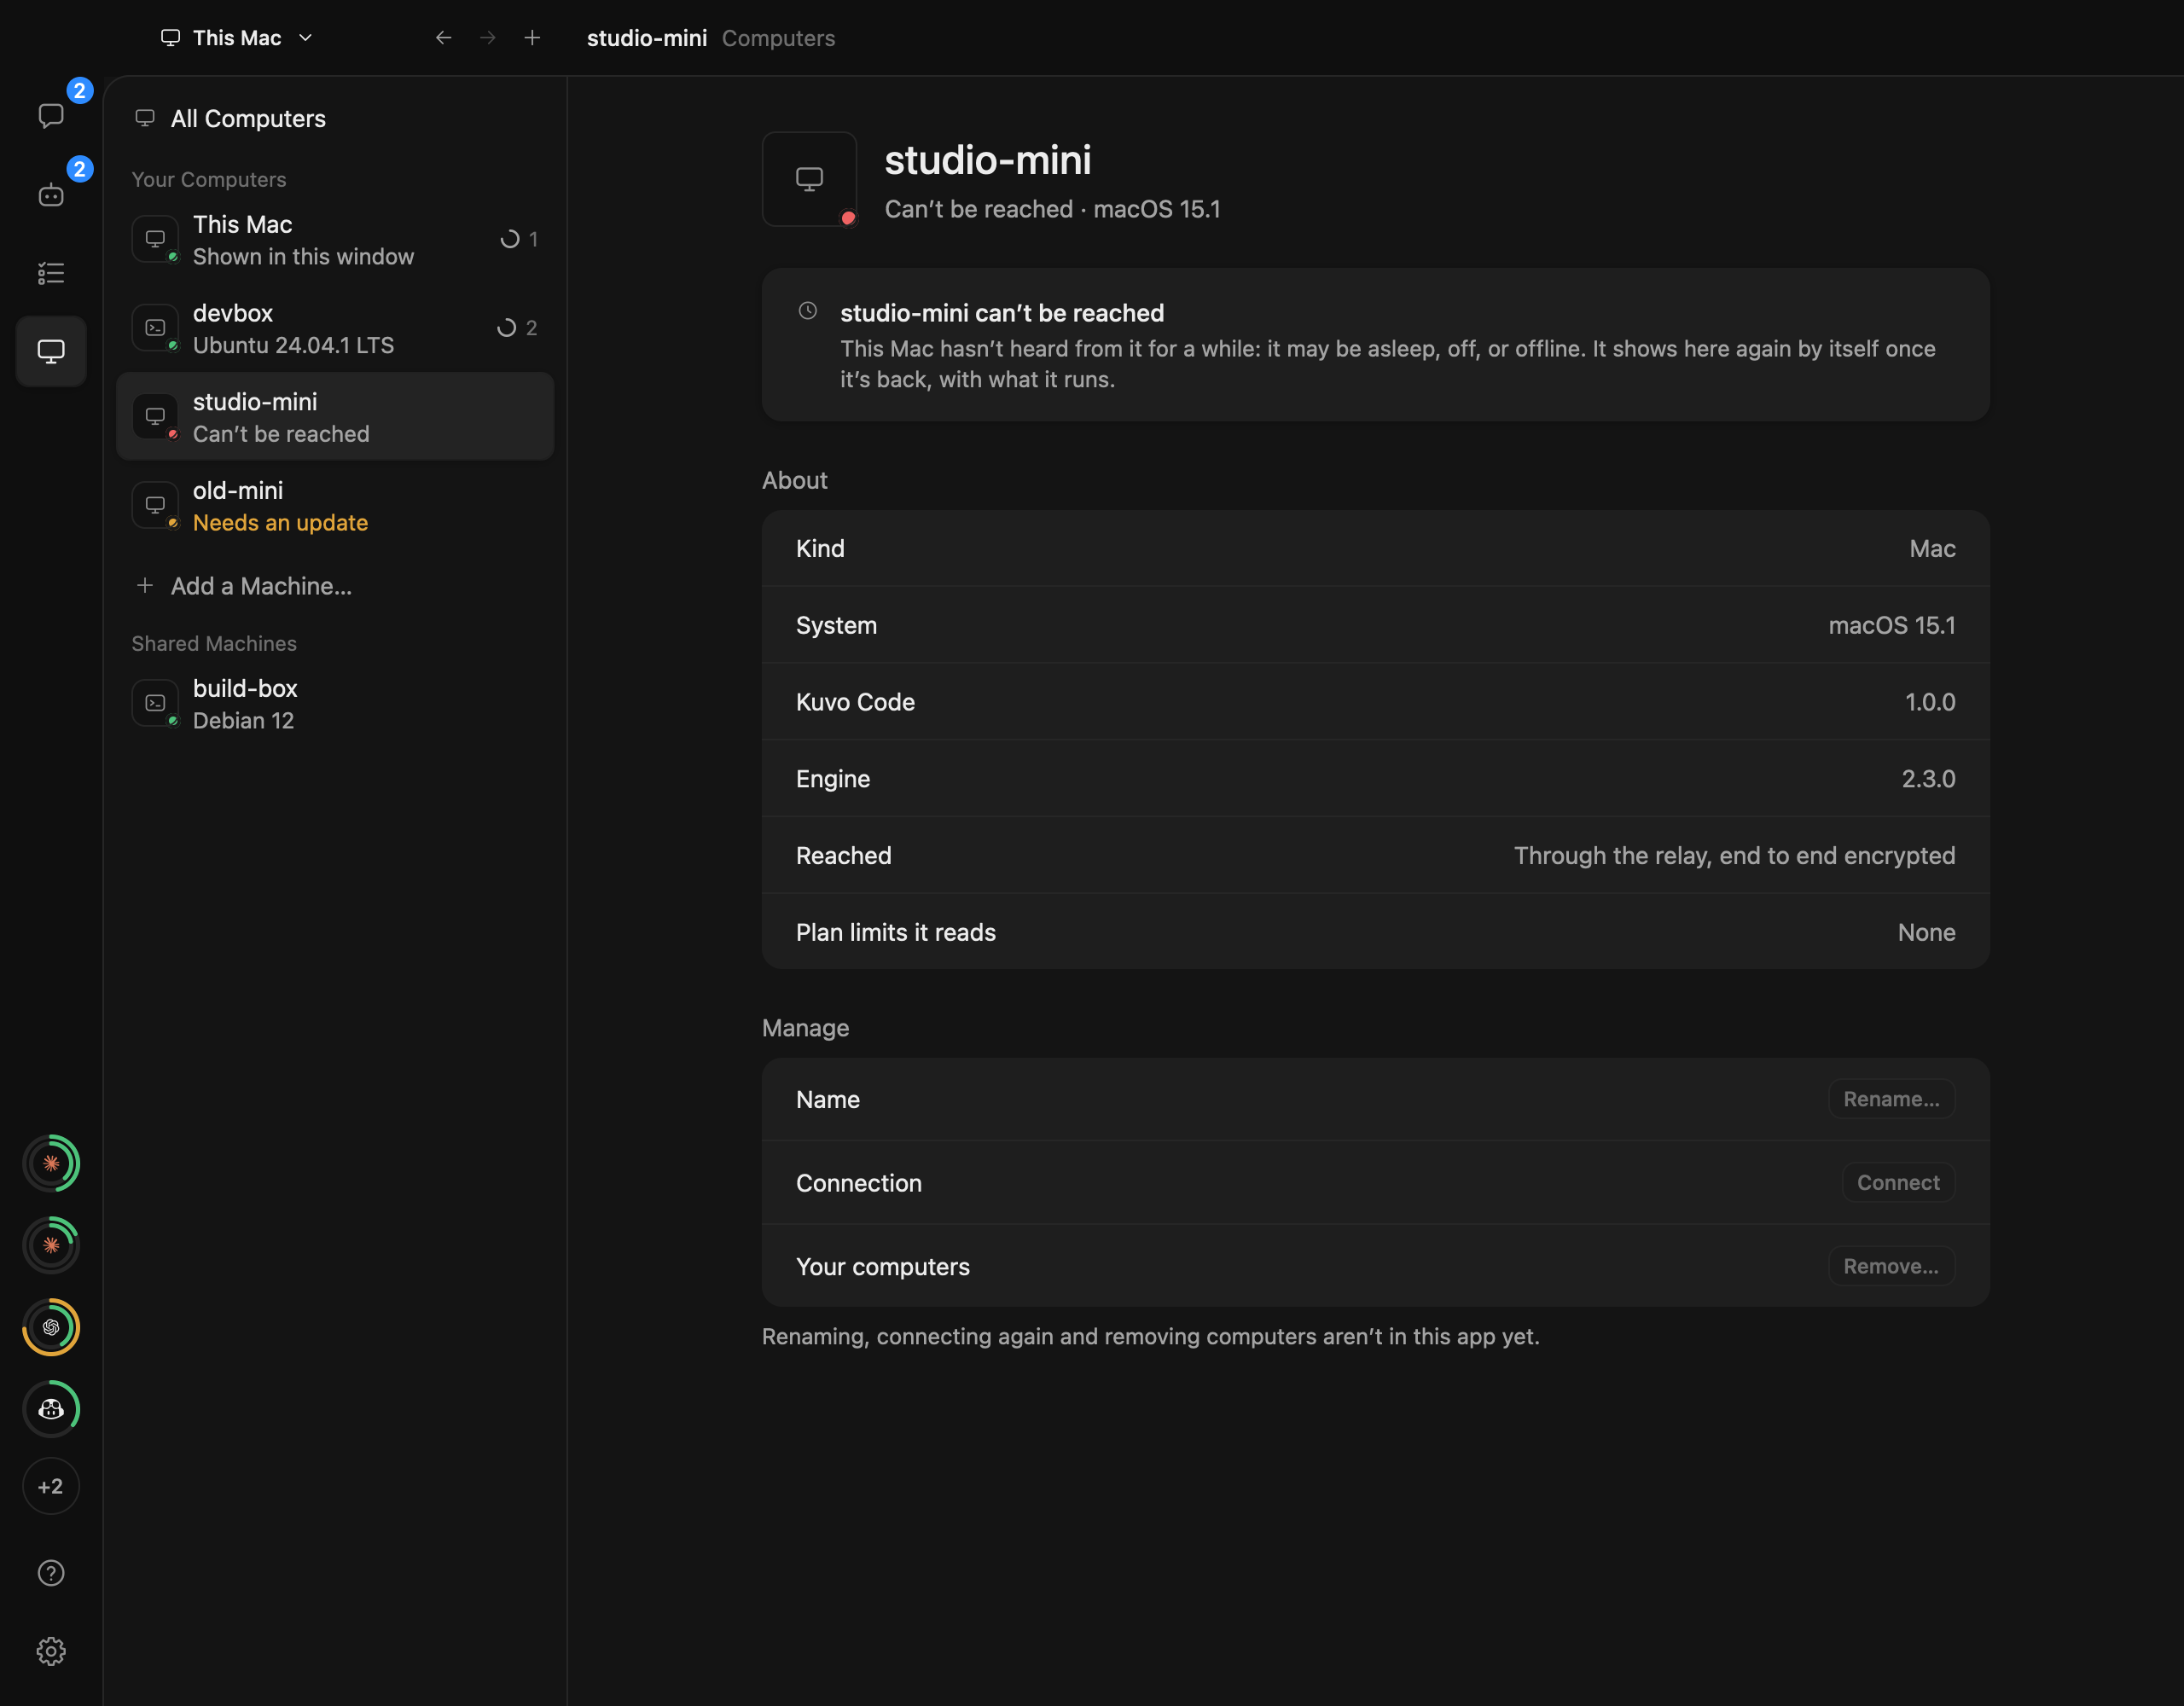 This Mac
studio-mini Computers
2
2
All Computers
Your Computers
This Mac
Shown in this window
1
devbox
Ubuntu 24.04.1 LTS
2
studio-mini
Can’t be reached
old-mini
Needs an update
Add a Machine...
Shared Machines
build-box
Debian 12
+2
studio-mini
Can’t be reached · macOS 15.1
studio-mini can’t be reached
This Mac hasn’t heard from it for a while: it may be asleep, off, or offline. It shows here again by itself once
it’s back, with what it runs.
About
Kind Mac
System macOS 15.1
Kuvo Code 1.0.0
Engine 2.3.0
Reached Through the relay, end to end encrypted
Plan limits it reads None
Manage
Name Rename...
Connection Connect
Your computers Remove...
Renaming, connecting again and removing computers aren’t in this app yet.